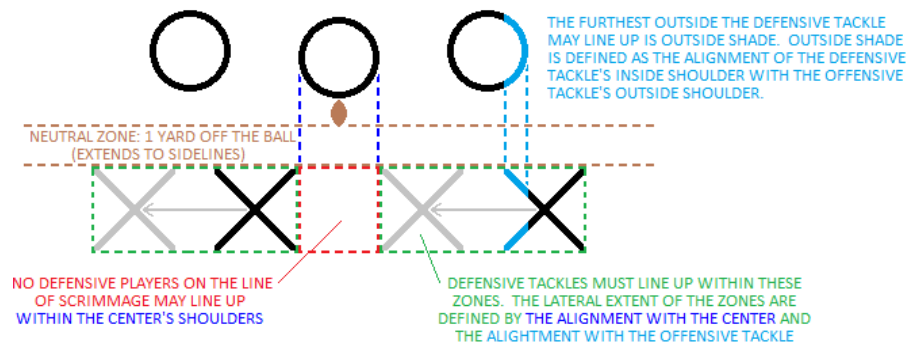 THE FURTHEST OUTSIDE THE DEFENSIVE TACKLE
MAY LINE UP IS OUTSIDE SHADE. OUTSIDE SHADE
IS DEFINED AS THE ALIGNMENT OF THE DEFENSIVE
TACKLE'S INSIDE SHOULDER WITH THE OFFENSIVE
TACKLE'S OUTSIDE SHOULDER.
NEUTRAL ZONE: 1 YARD OFF THE BALL
(EXTENDS TO SIDELINES)
NO DEFENSIVE PLAYERS ON THE LINE
OF SCRIMMAGE MAY LINE UP
WITHIN THE CENTER'S SHOULDERS
DEFENSIVE TACKLES MUST LINE UP WITHIN THESE
ZONES. THE LATERAL EXTENT OF THE ZONES ARE
DEFINED BY THE ALIGNMENT WITH THE CENTER AND
THE ALIGHTMENT WITH THE OFFENSIVE TACKLE